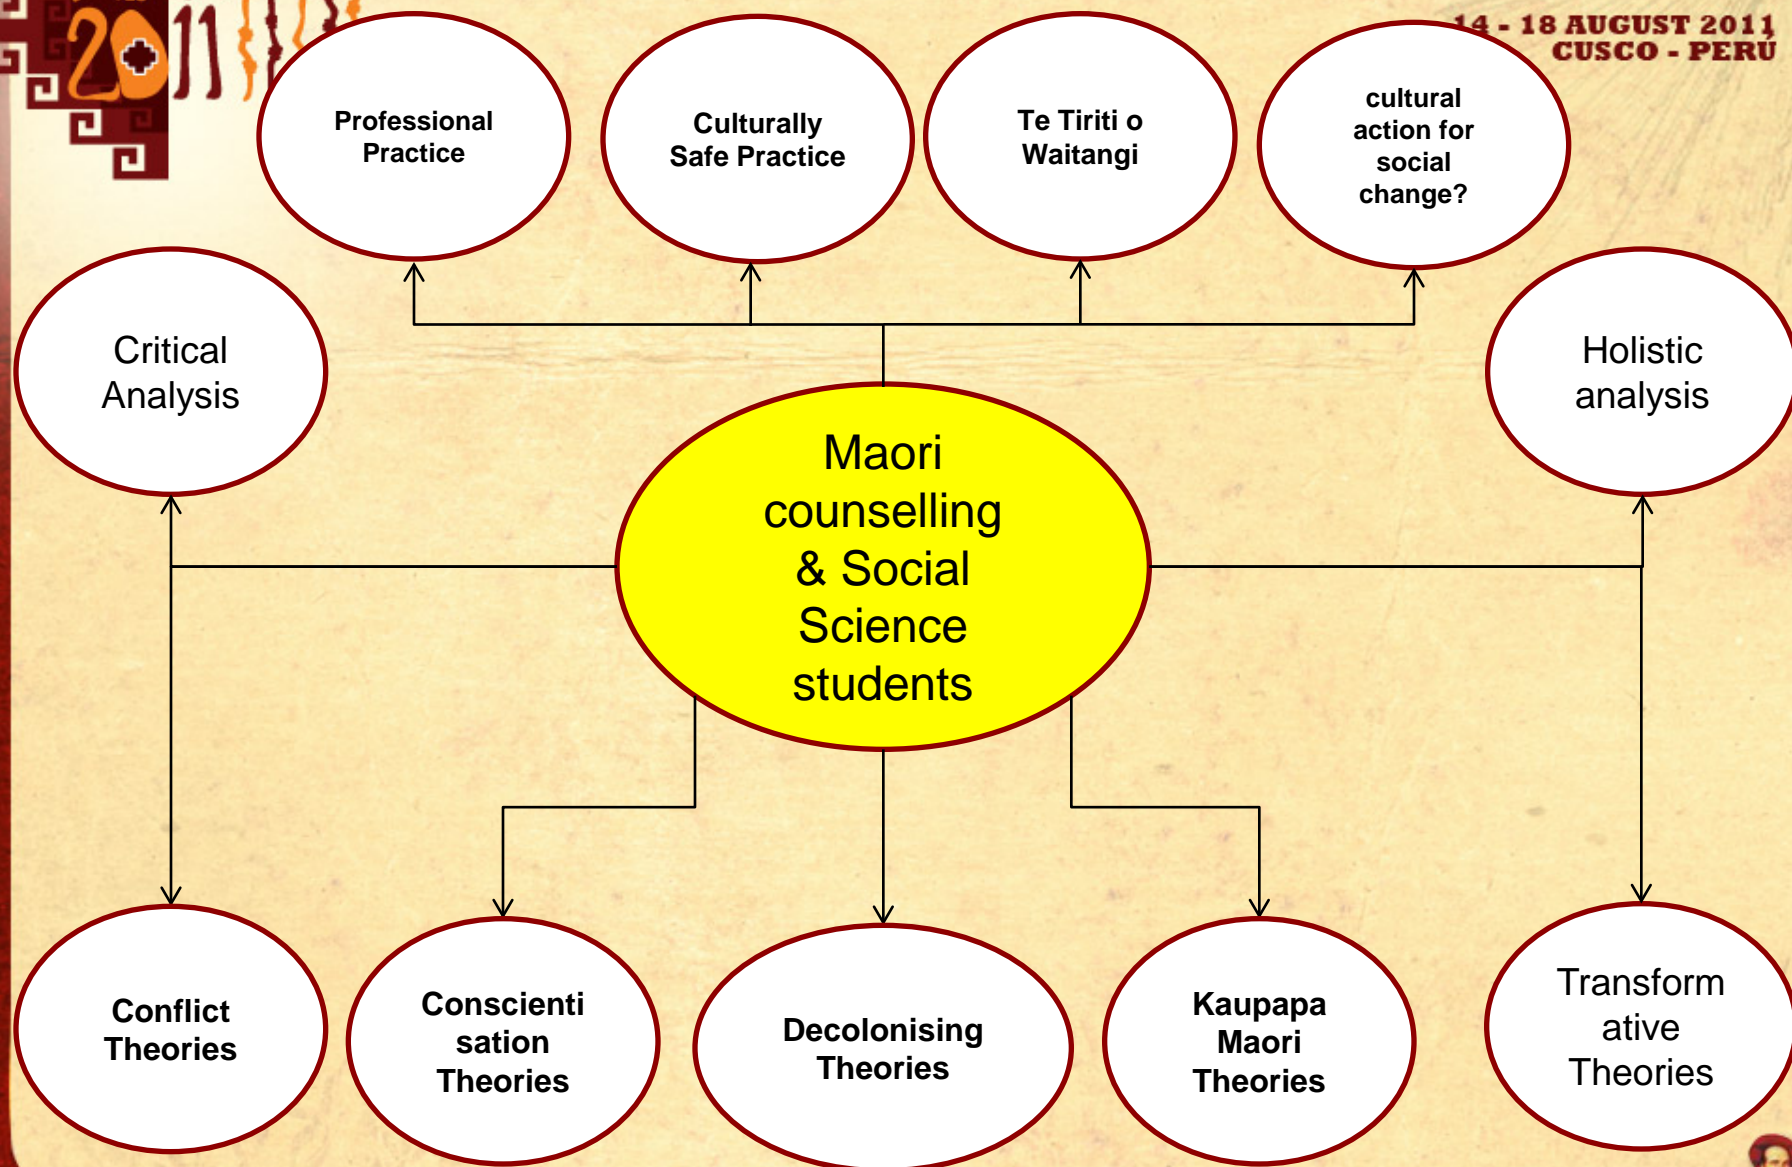 2011
14 - 18 AUGUST 2011
CUSCO - PERÚ
Professional
Practice
Culturally
Safe Practice
Te Tiriti o
Waitangi
cultural
action for
social
change?
Critical
Analysis
Holistic
analysis
Maori
counselling
& Social
Science
students
Conflict
Theories
Conscienti
sation
Theories
Decolonising
Theories
Kaupapa
Maori
Theories
Transform
ative
Theories